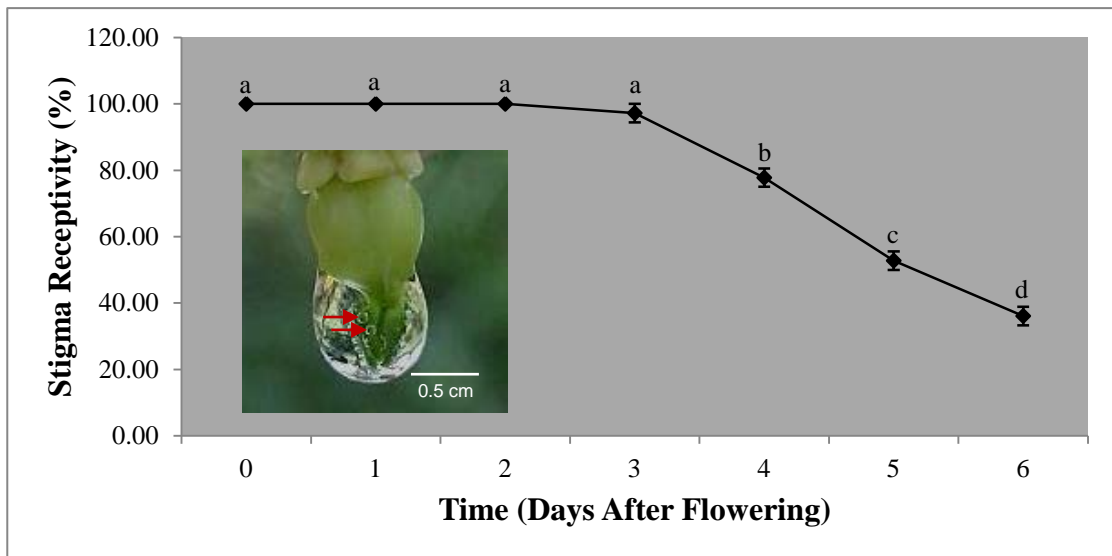 120.00
100.00
80.00
60.00
40.00
20.00
0.00
Stigma Receptivity (%)
a a a a b c d
0.5 cm
0 1 2 3 4 5 6
Time (Days After Flowering)